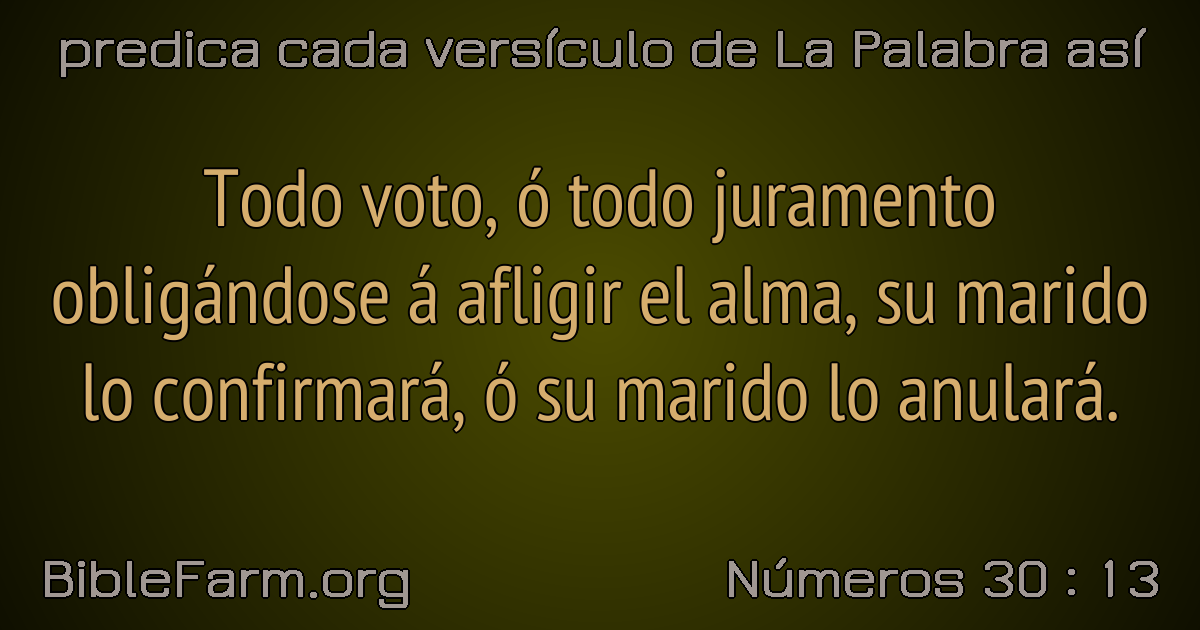 predica cada versículo de La Palabra así
Todo voto, ó todo juramento
obligándose á afligir el alma, su marido
lo confirmará, ó su marido lo anulará.
BibleFarm.org
Números 30 : 13